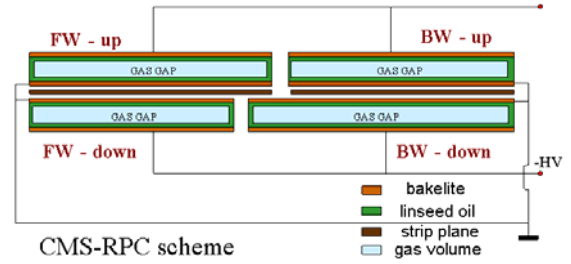 FW - up
BW - up
GAS GAP
GAS GAP
GAS GAP
GAS GAP
FW - down
BW - down
-HV
bakelite
linseed oil
strip plane
gas volume
CMS-RPC scheme